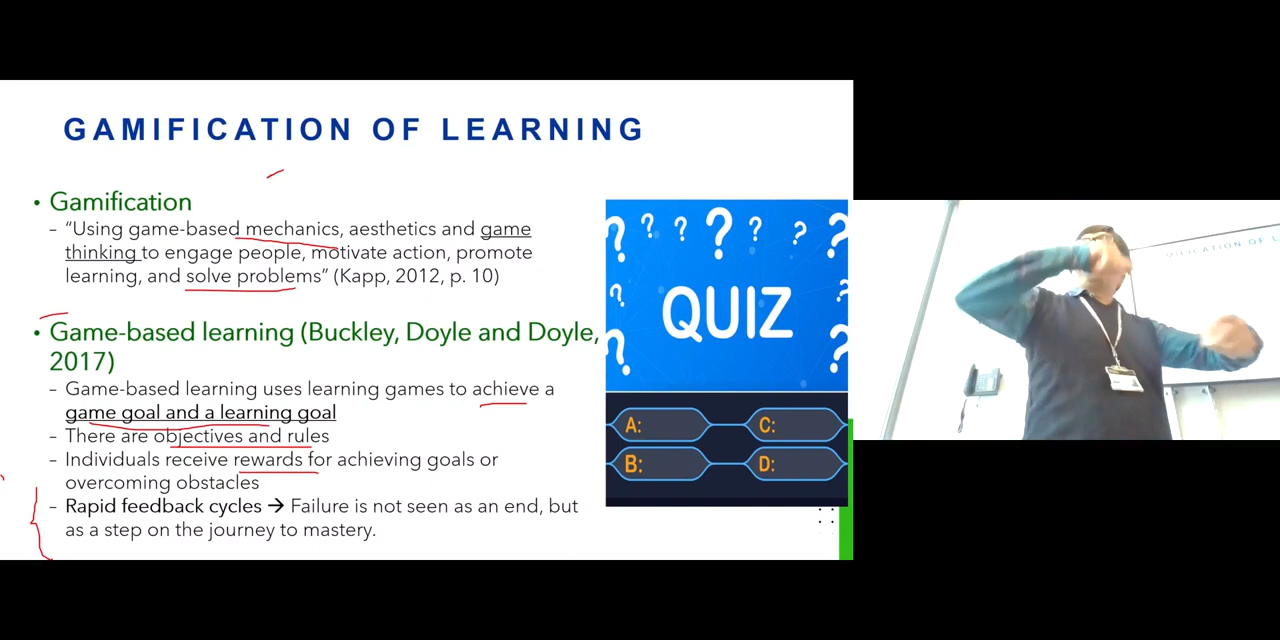 GAMIFICATION OF LEARNING
• Gamification
– “Using game-based mechanics, aesthetics and game
thinking to engage people, motivate action, promote
learning, and solve problems” (Kapp, 2012, p. 10)
• Game-based learning (Buckley, Doyle and Doyle,
2017)
– Game-based learning uses learning games to achieve a
game goal and a learning goal
– There are objectives and rules
– Individuals receive rewards for achieving goals or
overcoming obstacles
– Rapid feedback cycles → Failure is not seen as an end, but
as a step on the journey to mastery.
? ? ? ? ? ? ?
? ?
QUIZ
? ?
A: C:
B: D:
IFICATION OF L